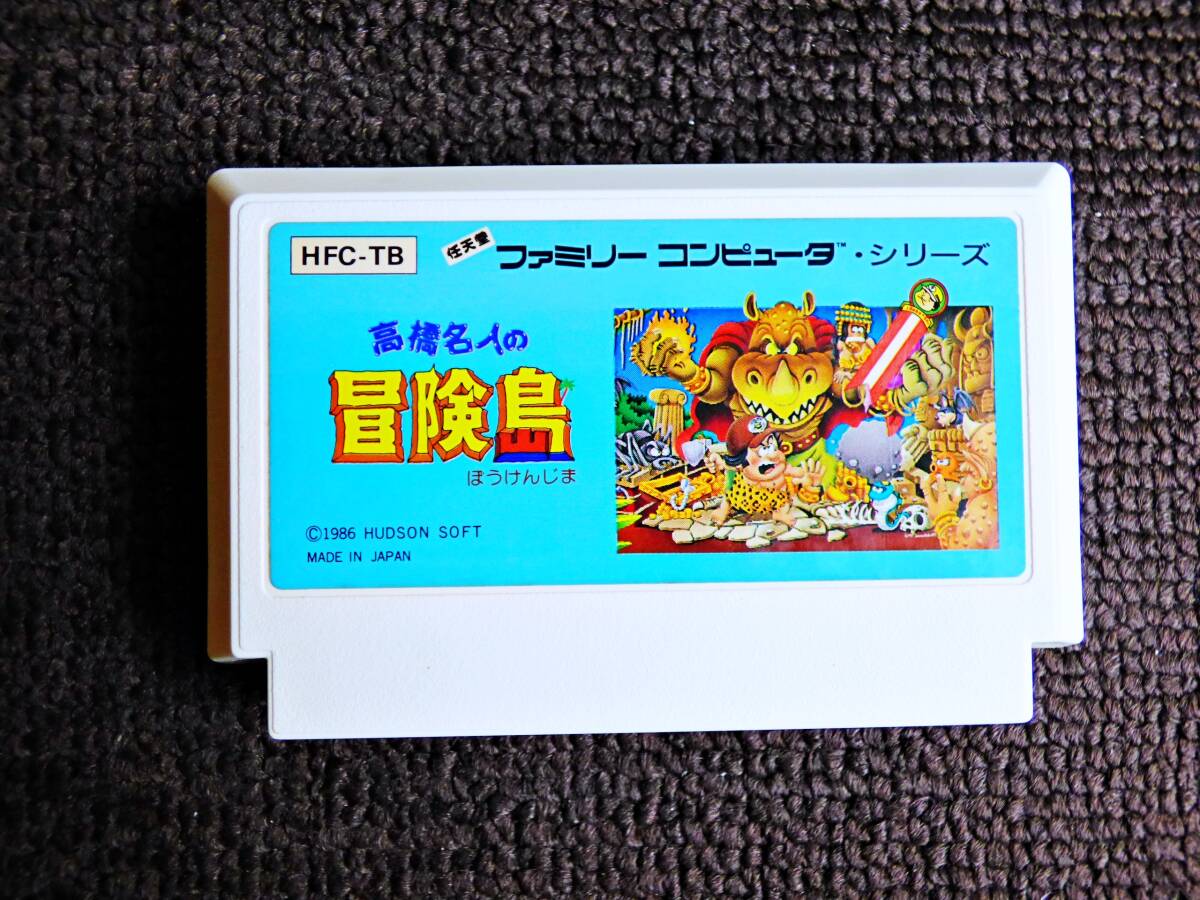 HFC-TB
任天堂 ファミリー コンピュータ™・シリーズ
高橋名人の
冒険島
ぼうけんじま
©1986 HUDSON SOFT
MADE IN JAPAN